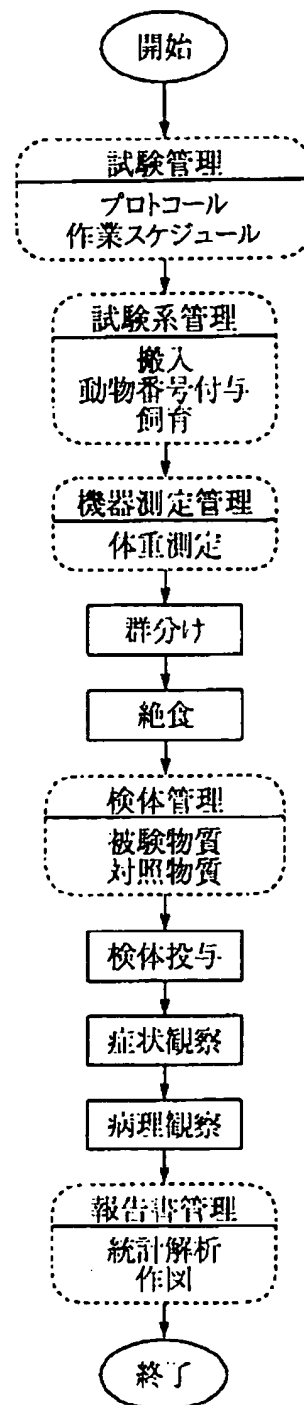 開始
試験管理
プロトコール
作業スケジュール
試験系管理
搬入
動物番号付与
飼育
機器測定管理
体重測定
群分け
絶食
検体管理
被験物質
対照物質
検体投与
症状観察
病理観察
報告書管理
統計解析
作図
終了